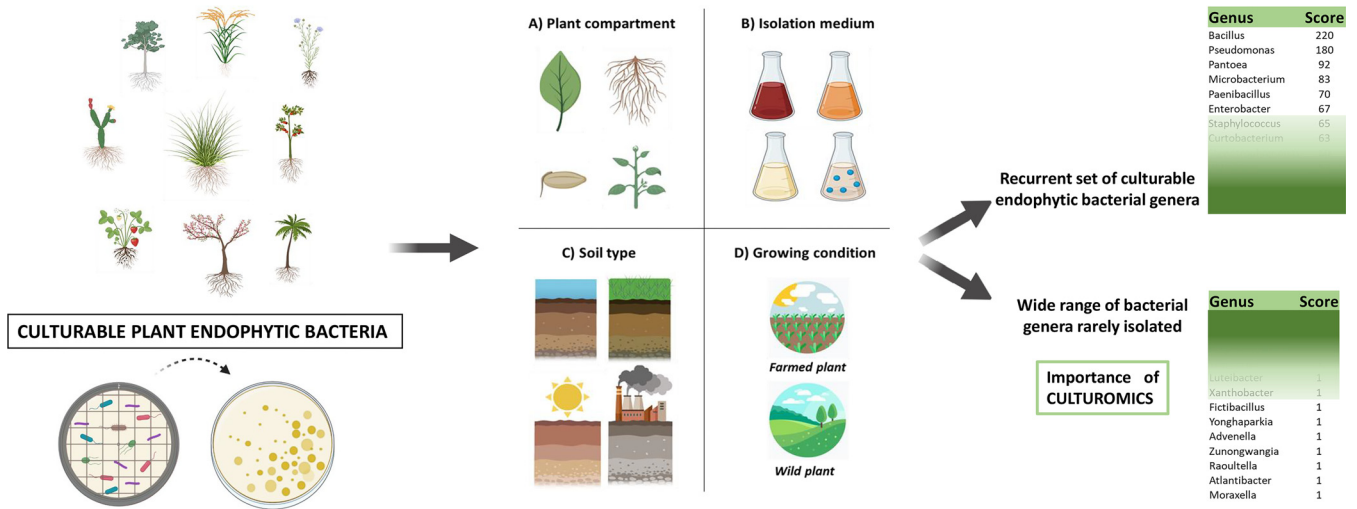 CULTURABLE PLANT ENDOPHYTIC BACTERIA
A) Plant compartment
B) Isolation medium
C) Soil type
D) Growing condition
Farmed plant
Wild plant
Recurrent set of culturable
endophytic bacterial genera
Genus Score
Bacillus 220
Pseudomonas 180
Pantoea 92
Microbacterium 83
Paenibacillus 70
Enterobacter 67
Staphylococcus 65
Curtobacterium 63
Wide range of bacterial
genera rarely isolated
Importance of
CULTUROMICS
Genus Score
Luteibacter 1
Xanthobacter 1
Fictibacillus 1
Yonghaparkia 1
Advenella 1
Zunongwangia 1
Raoultella 1
Atlantibacter 1
Moraxella 1